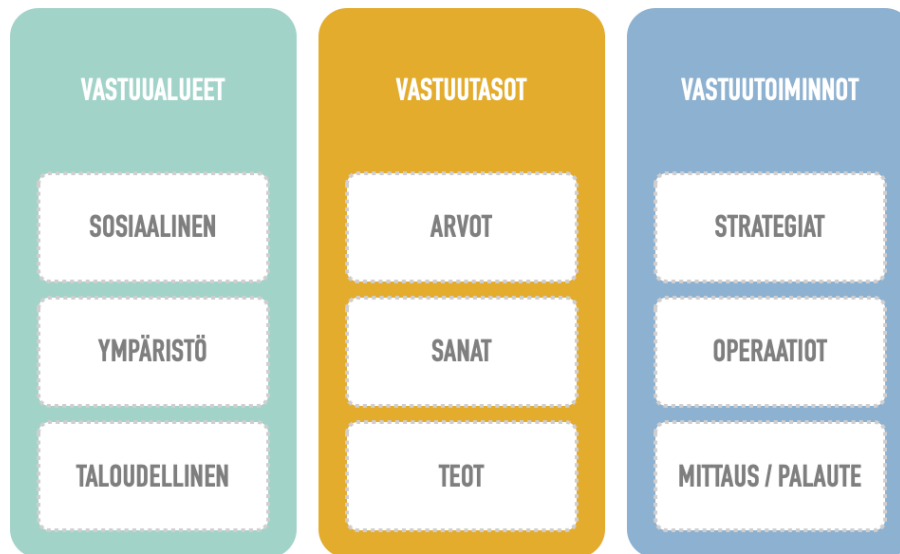 VASTUUALUEET
SOSIAALINEN
YMPÄRISTÖ
TALOUDELLINEN
VASTUUTASOT
ARVOT
SANAT
TEOT
VASTUUTOIMINNOT
STRATEGIAT
OPERAATIOT
MITTAUS / PALAUTE